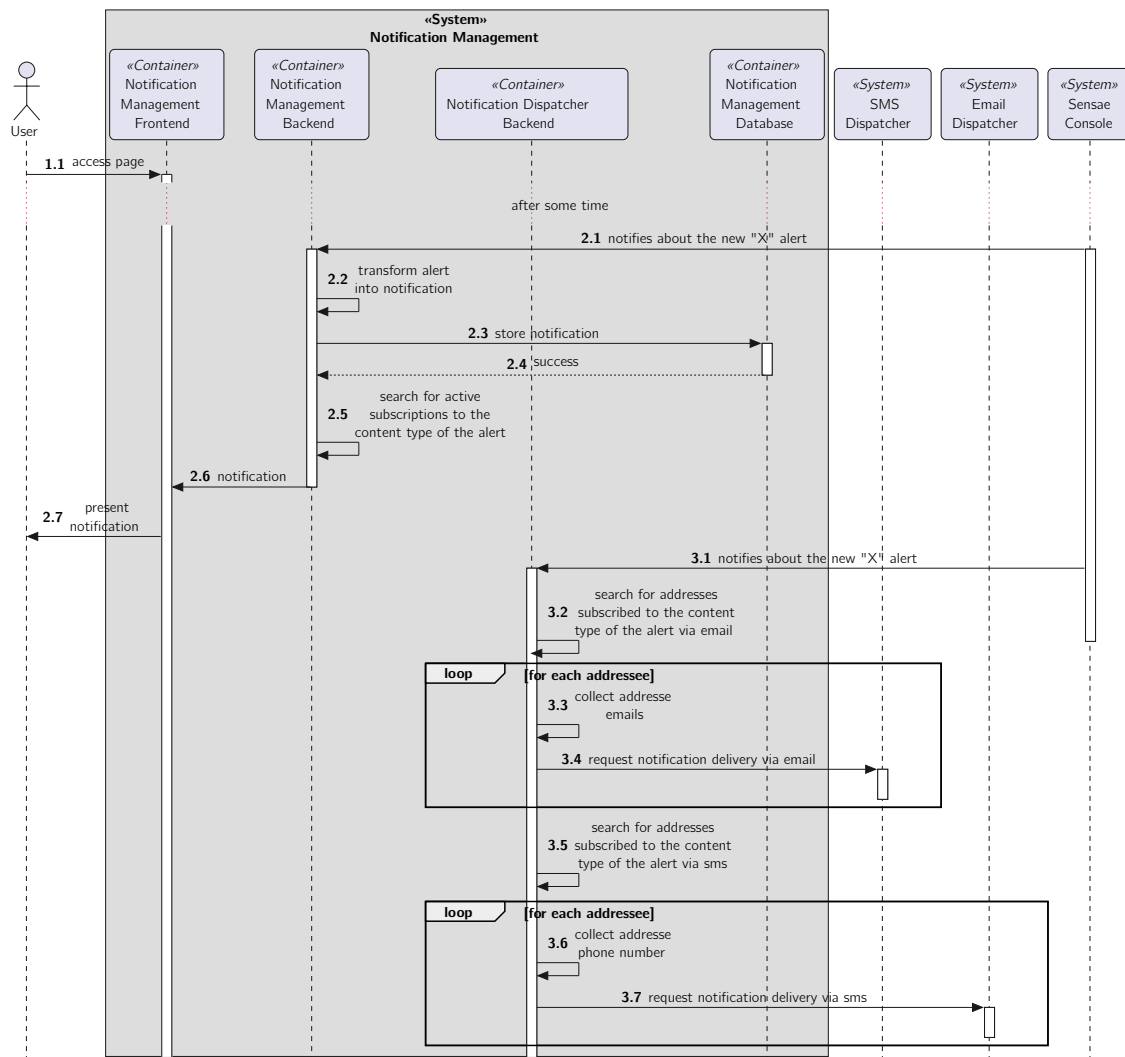 «System»
Notification Management
User
«Container»
Notification
Management
Frontend
«Container»
Notification
Management
Backend
«Container»
Notification Dispatcher
Backend
«Container»
Notification
Management
Database
«System»
SMS
Dispatcher
«System»
Email
Dispatcher
«System»
Sensae
Console
1.1 access page
after some time
2.1 notifies about the new "X" alert
2.2 transform alert
into notification
2.3 store notification
2.4 success
2.5 search for active
subscriptions to the
content type of the alert
2.6 notification
2.7 present
notification
3.1 notifies about the new "X" alert
3.2 search for addresses
subscribed to the content
type of the alert via email
loop [for each addressee]
3.3 collect addresse
emails
3.4 request notification delivery via email
3.5 search for addresses
subscribed to the content
type of the alert via sms
loop [for each addressee]
3.6 collect addresse
phone number
3.7 request notification delivery via sms